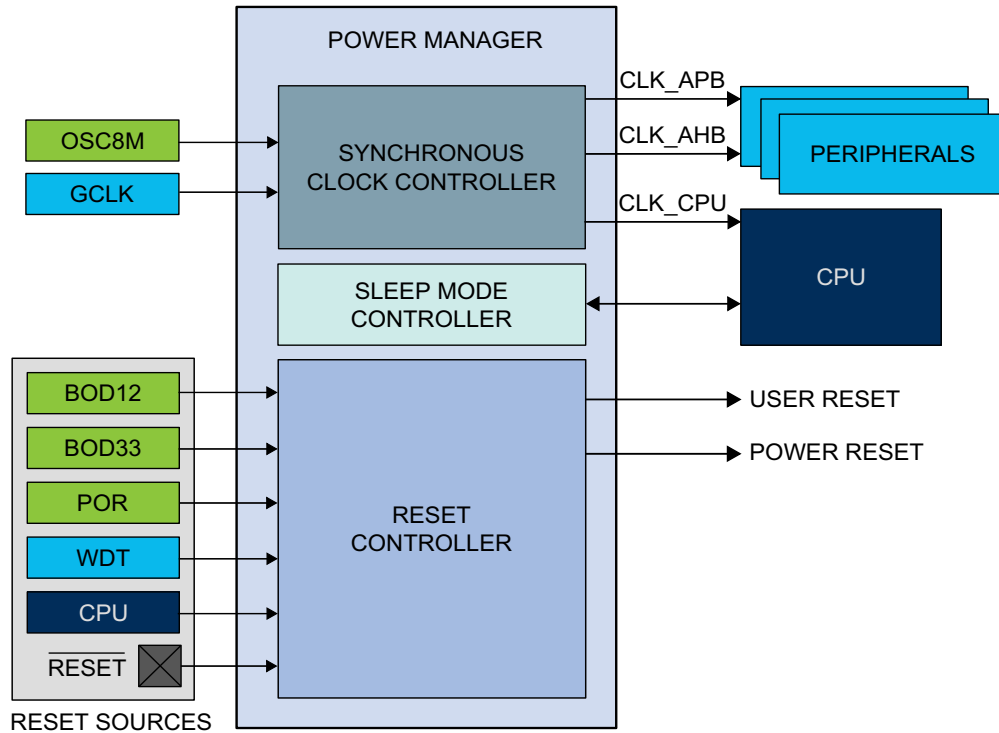 POWER MANAGER
OSC8M
GCLK
SYNCHRONOUS
CLOCK CONTROLLER
CLK_APB
CLK_AHB
CLK_CPU
PERIPHERALS
CPU
SLEEP MODE
CONTROLLER
BOD12
BOD33
POR
WDT
CPU
RESET
RESET SOURCES
RESET
CONTROLLER
USER RESET
POWER RESET